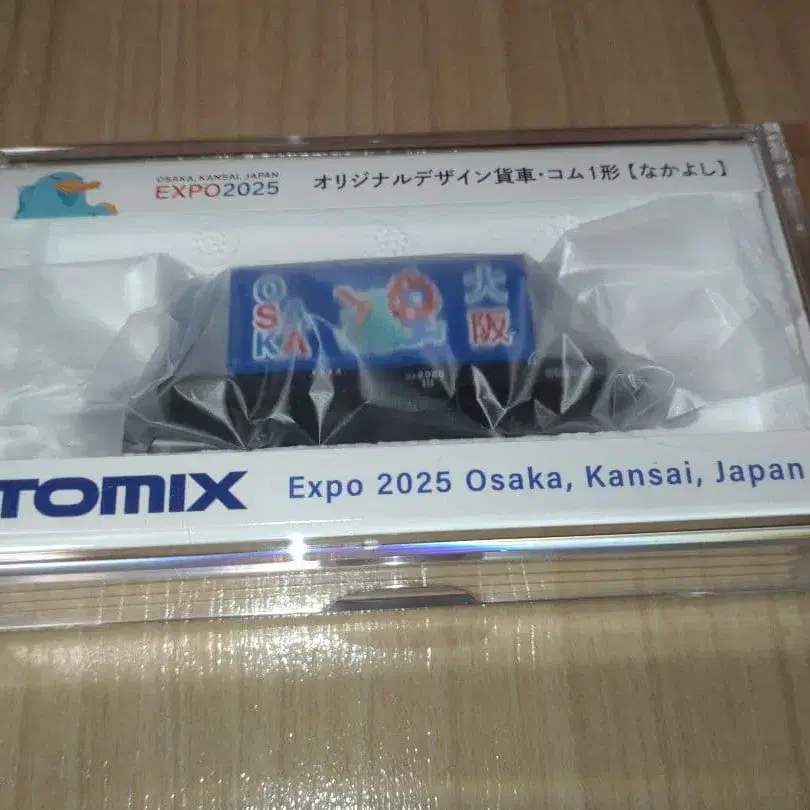 OSAKA, KANSAI, JAPAN
EXPO2025
オリジナルデザイン貨車・コム1形【なかよし】
OSAKA
大阪
TOMIX
Expo 2025 Osaka, Kansai, Japan